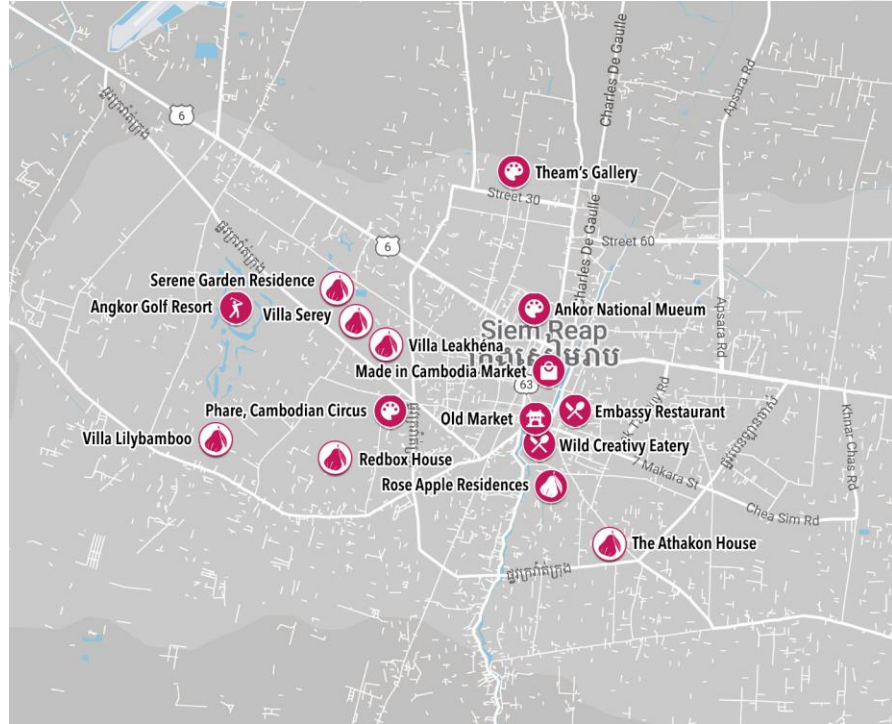 6
Charles De Gaulle
Apsara Rd
Theam's Gallery
Street 30
Charles De Gaulle
Street 60
6
Serene Garden Residence
Angkor Golf Resort
Villa Serey
Ankor National Mueum
Siem Reap
Apsara Rd
Villa Leakhéna
Made in Cambodia Market
63
Phare, Cambodian Circus
Old Market
Embassy Restaurant
Khnar Chas Rd
Villa Lilybamboo
Redbox House
Wild Creativy Eatery
7 Makara St
Rose Apple Residences
Chea Sim Rd
The Athakon House